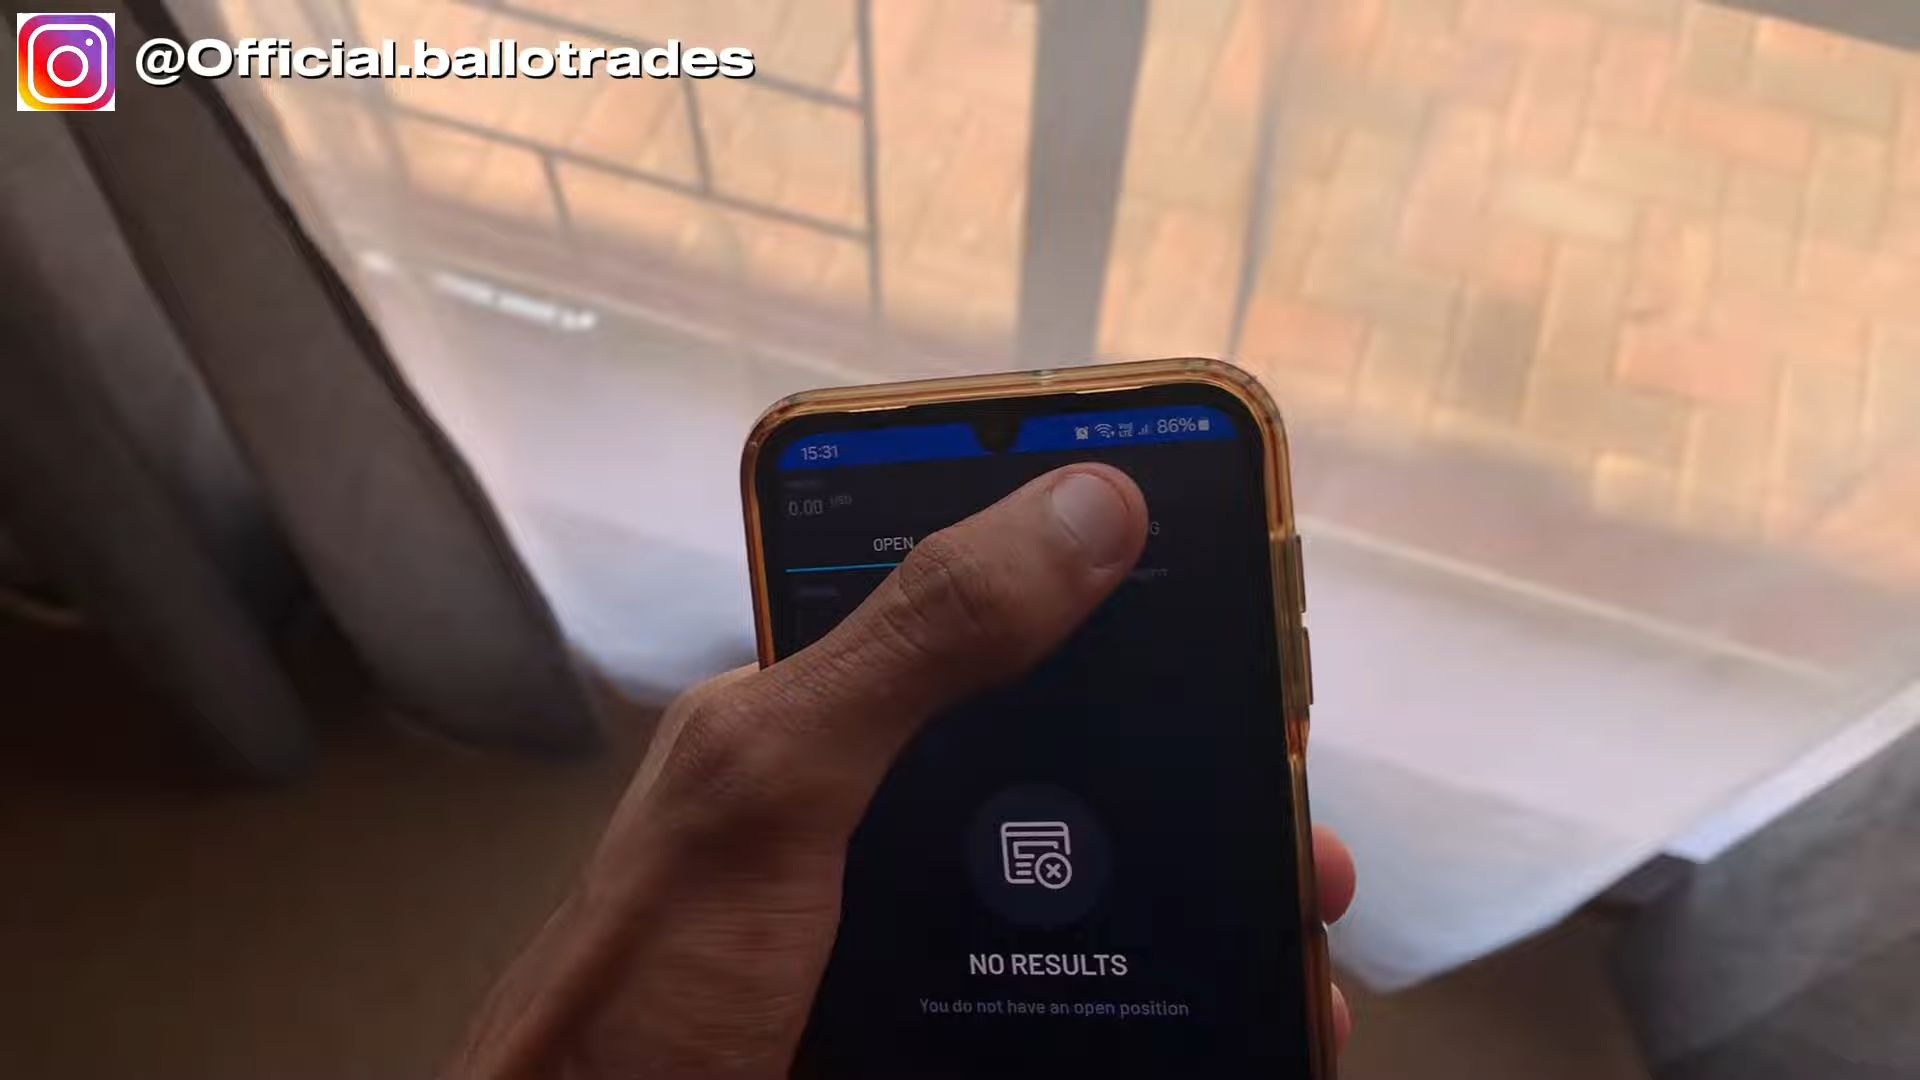 @Official.ballotrades
15:31
86%
0.00 USD
OPEN
NO RESULTS
You do not have an open position